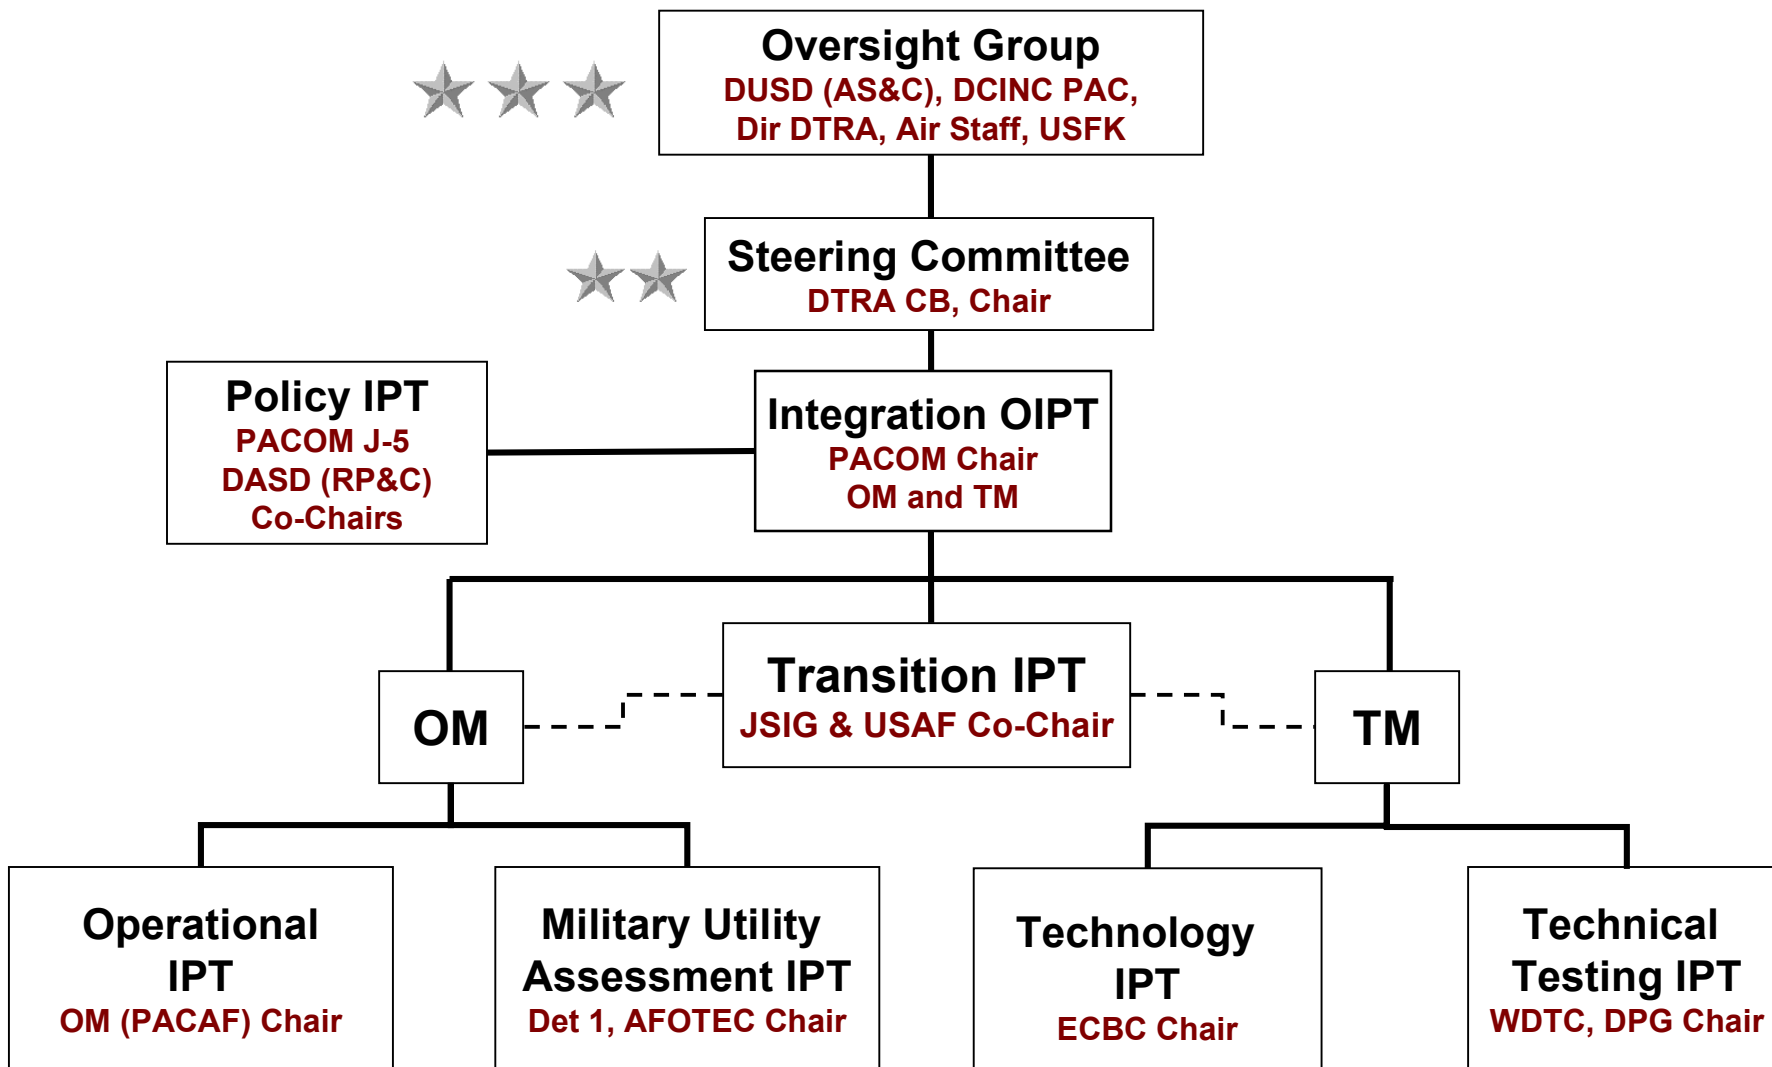 Oversight Group
DUSD (AS&C), DCINC PAC,
Dir DTRA, Air Staff, USFK
Steering Committee
DTRA CB, Chair
Policy IPT
PACOM J-5
DASD (RP&C)
Co-Chairs
Integration OIPT
PACOM Chair
OM and TM
Transition IPT
JSIG & USAF Co-Chair
OM
TM
Operational
IPT
OM (PACAF) Chair
Military Utility
Assessment IPT
Det 1, AFOTEC Chair
Technology
IPT
ECBC Chair
Technical
Testing IPT
WDTC, DPG Chair